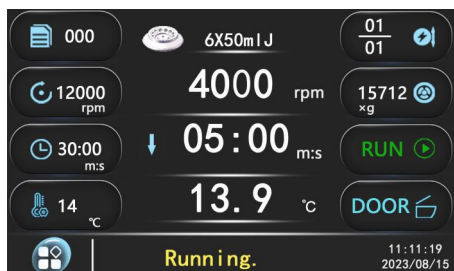 000
6X50mlJ
01
01
12000
rpm
4000 rpm
15712
×g
30:00
m:s
05:00 m:s
RUN
14
℃
13.9 ℃
DOOR
Running.
11:11:19
2023/08/15